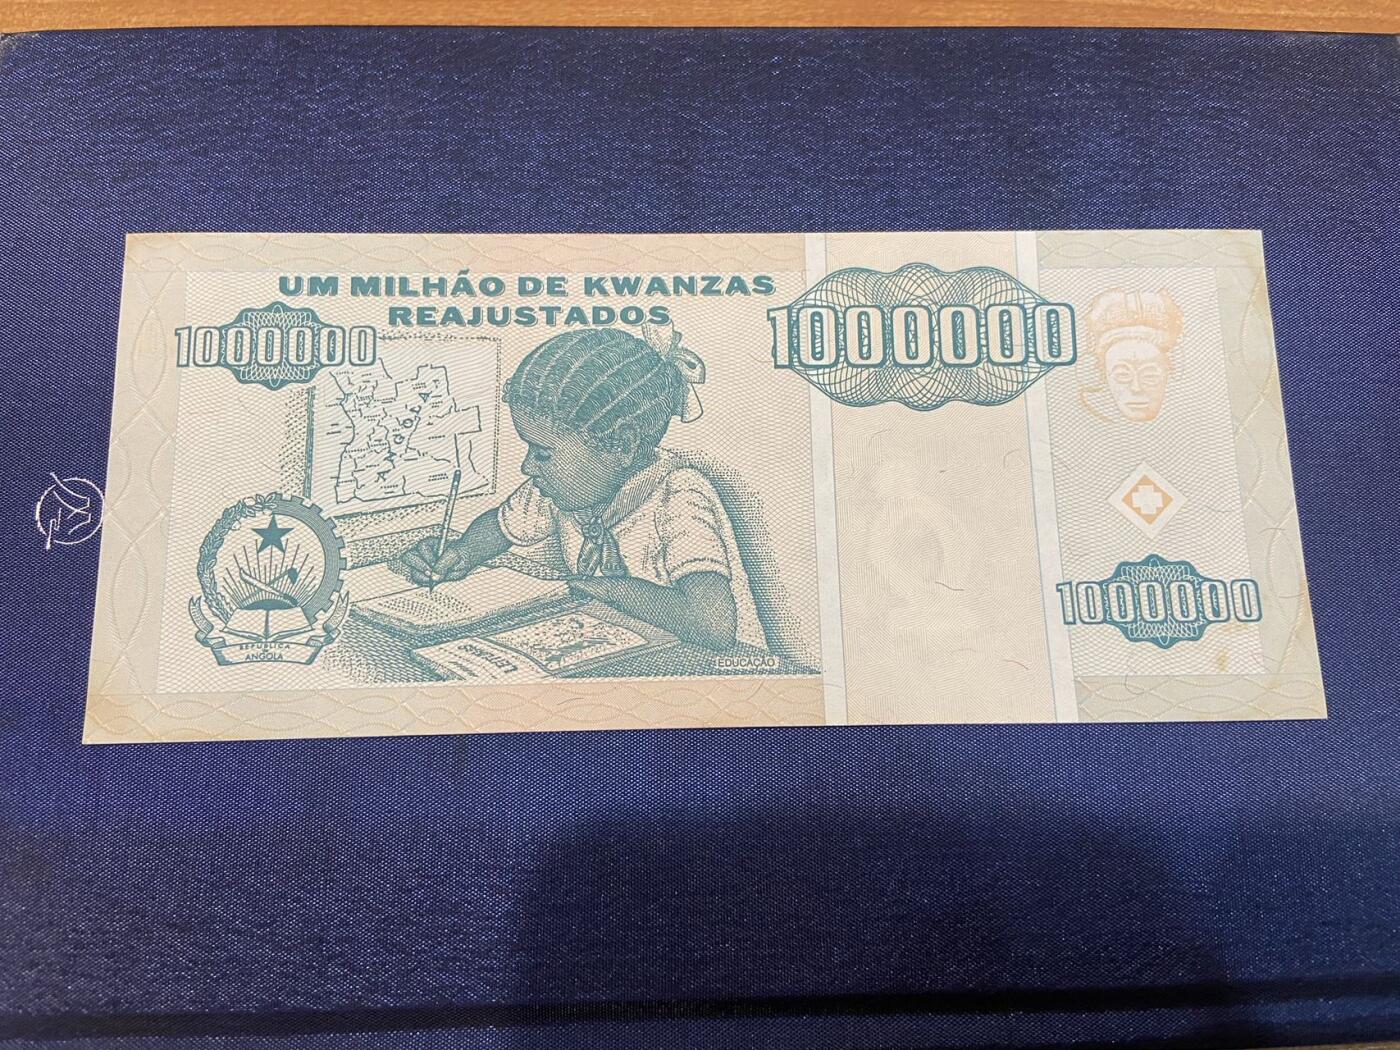 UM MILHÃO DE KWANZAS
REAJUSTADOS
1000000
1000000
ANGOLA
REPÚBLICA
ANGOLA
EDUCAÇÃO
1000000